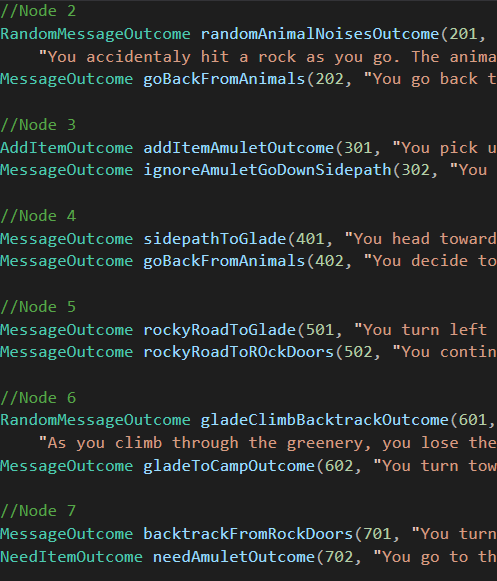 //Node 2
RandomMessageOutcome randomAnimalNoisesOutcome(201,
"You accidentaly hit a rock as you go. The anima
MessageOutcome goBackFromAnimals(202, "You go back t
//Node 3
AddItemOutcome addItemAmuletOutcome(301, "You pick u
MessageOutcome ignoreAmuletGoDownSidepath(302, "You
//Node 4
MessageOutcome sidepathToGlade(401, "You head toward
MessageOutcome goBackFromAnimals(402, "You decide to
//Node 5
MessageOutcome rockyRoadToGlade(501, "You turn left
MessageOutcome rockyRoadToROckDoors(502, "You contin
//Node 6
RandomMessageOutcome gladeClimbBacktrackOutcome(601,
"As you climb through the greenery, you lose the
MessageOutcome gladeToCampOutcome(602, "You turn tow
//Node 7
MessageOutcome backtrackFromRockDoors(701, "You turn
NeedItemOutcome needAmuletOutcome(702, "You go to th